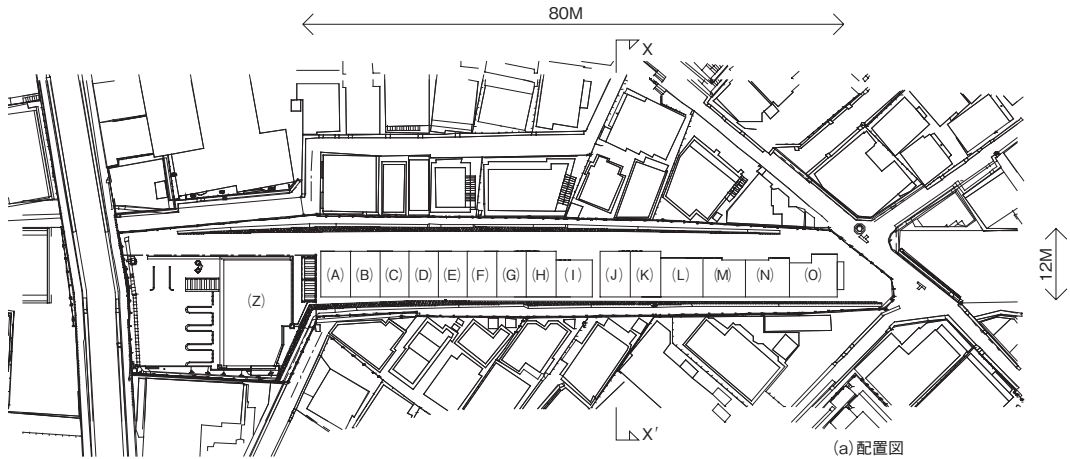 80M
X
12M
(A) (B) (C) (D) (E) (F) (G) (H) (I) (J) (K) (L) (M) (N) (O)
(Z)
X′
(a)配置図